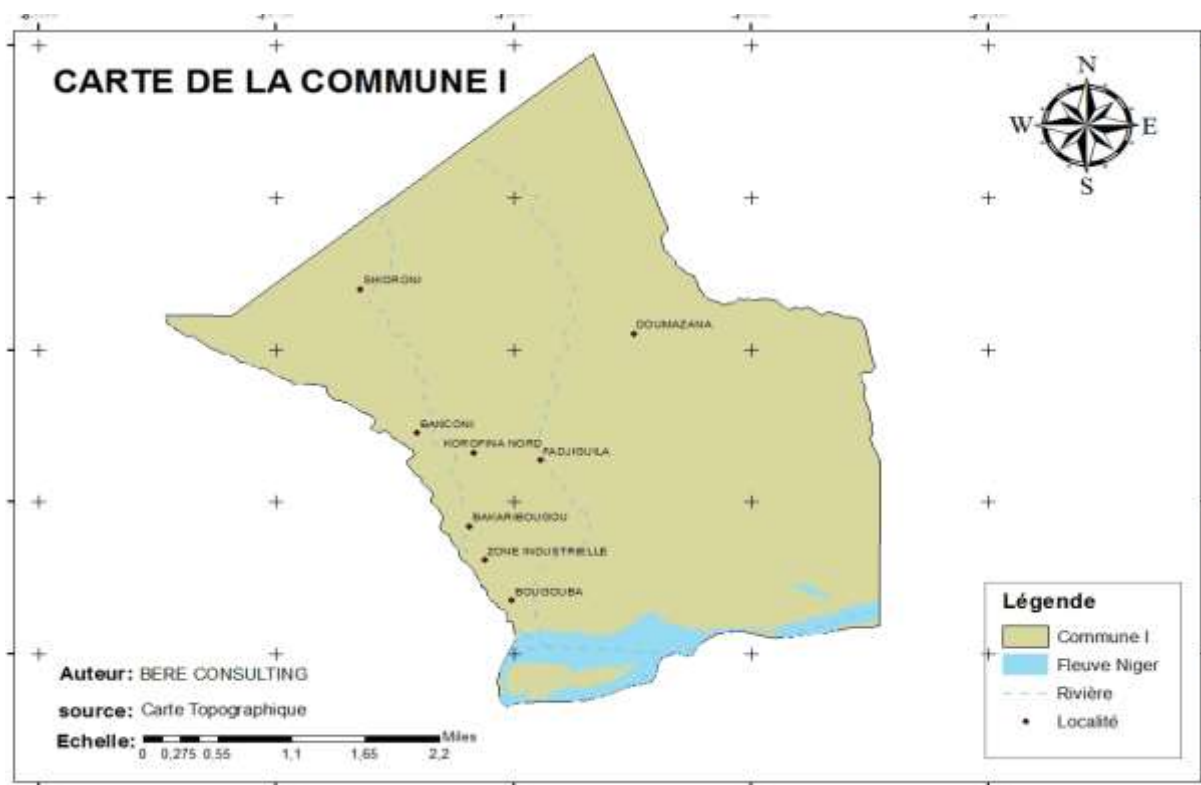 CARTE DE LA COMMUNE I
N
W E
S
DOUMAZANA
BANCONI
KOROFINA NORD
FADJIGUILA
BAKARIBOUGOU
ZONE INDUSTRIELLE
BOUGOUBA
Légende
Commune I
Fleuve Niger
Rivière
Localité
Auteur: BERE CONSULTING
source: Carte Topographique
Echelle:
Miles
0 0,275 0,55 1,1 1,65 2,2